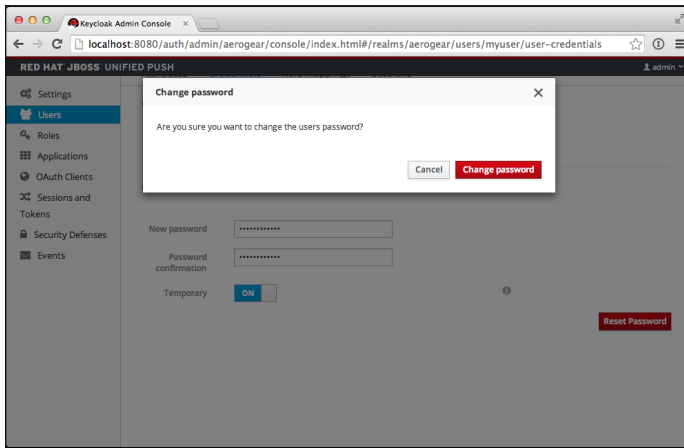 Keycloak Admin Console
localhost:8080/auth/admin/aerogear/console/index.html#/realms/aerogear/users/myuser/user-credentials
RED HAT JBOSS UNIFIED PUSH
admin
Change password
Are you sure you want to change the users password?
Cancel
Change password
Settings
Users
Roles
Applications
OAuth Clients
Sessions and
Tokens
Security Defenses
Events
New password
••••••••••••
Password
confirmation
••••••••••••
Temporary
ON
Reset Password